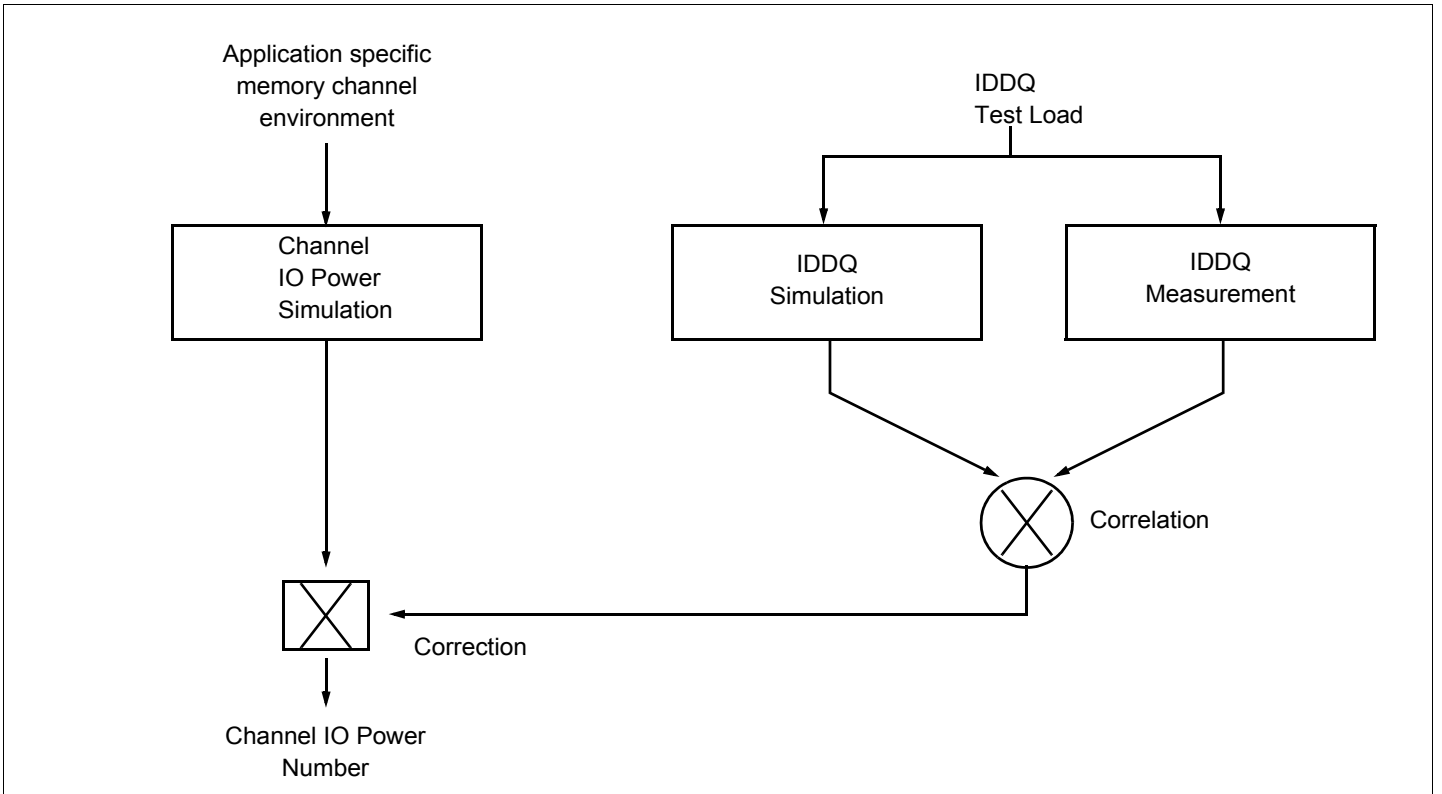 Application specific
memory channel
environment
IDDQ
Test Load
Channel
IO Power
Simulation
IDDQ
Simulation
IDDQ
Measurement
Correlation
Correction
Channel IO Power
Number